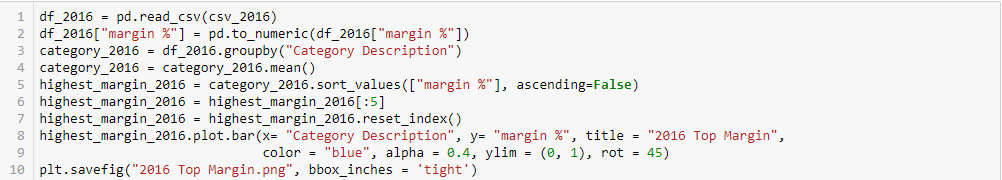 1 df_2016 = pd.read_csv(csv_2016)
2 df_2016["margin %"] = pd.to_numeric(df_2016["margin %"])
3 category_2016 = df_2016.groupby("Category Description")
4 category_2016 = category_2016.mean()
5 highest_margin_2016 = category_2016.sort_values(["margin %"], ascending=False)
6 highest_margin_2016 = highest_margin_2016[:5]
7 highest_margin_2016 = highest_margin_2016.reset_index()
8 highest_margin_2016.plot.bar(x= "Category Description", y= "margin %", title = "2016 Top Margin",
9                              color = "blue", alpha = 0.4, ylim = (0, 1), rot = 45)
10 plt.savefig("2016 Top Margin.png", bbox_inches = 'tight')